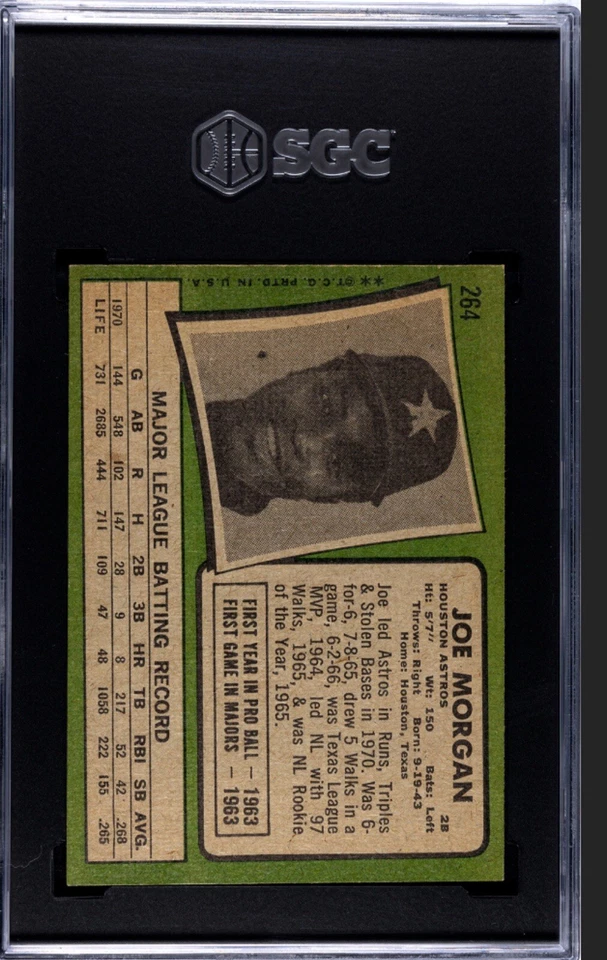 SGC
264
JOE MORGAN 2B
HOUSTON ASTROS
Ht: 5'7" Wt: 150 Bats: Left
Throws: Right Born: 9-19-43
Home: Houston, Texas
Joe led Astros in Runs, Triples
& Stolen Bases in 1970. Was 6-
for-6, 7-8-65, drew 5 Walks in a
game, 6-2-66, was Texas League
MVP, 1964, led NL with 97
Walks, 1965, & was NL Rookie
of the Year, 1965.
FIRST YEAR IN PRO BALL — 1963
FIRST GAME IN MAJORS — 1963
MAJOR LEAGUE BATTING RECORD
G AB R H 2B 3B HR TB RBI SB AVG.
1970 144 548 102 147 28 9 8 217 52 42 .268
LIFE 731 2685 444 711 109 47 48 1058 222 155 .265
**©T.C.G. PRTD. IN U.S.A.